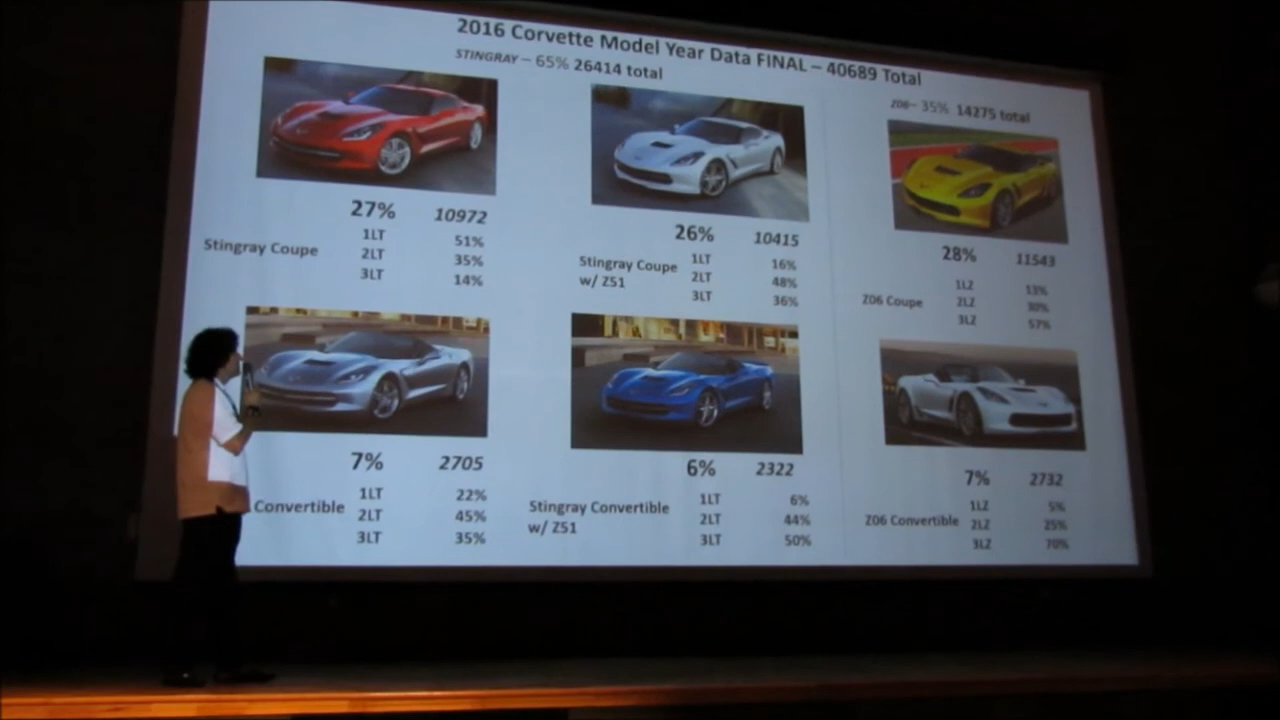 2016 Corvette Model Year Data FINAL – 40689 Total
STINGRAY – 65% 26414 total
Z06– 35% 14275 total
27% 10972
Stingray Coupe
1LT 51%
2LT 35%
3LT 14%
26% 10415
Stingray Coupe w/ Z51
1LT 16%
2LT 48%
3LT 36%
28% 11543
Z06 Coupe
1LZ 13%
2LZ 30%
3LZ 57%
7% 2705
Convertible
1LT 22%
2LT 45%
3LT 35%
6% 2322
Stingray Convertible
w/ Z51
1LT 6%
2LT 44%
3LT 50%
7% 2732
Z06 Convertible
1LZ 5%
2LZ 25%
3LZ 70%